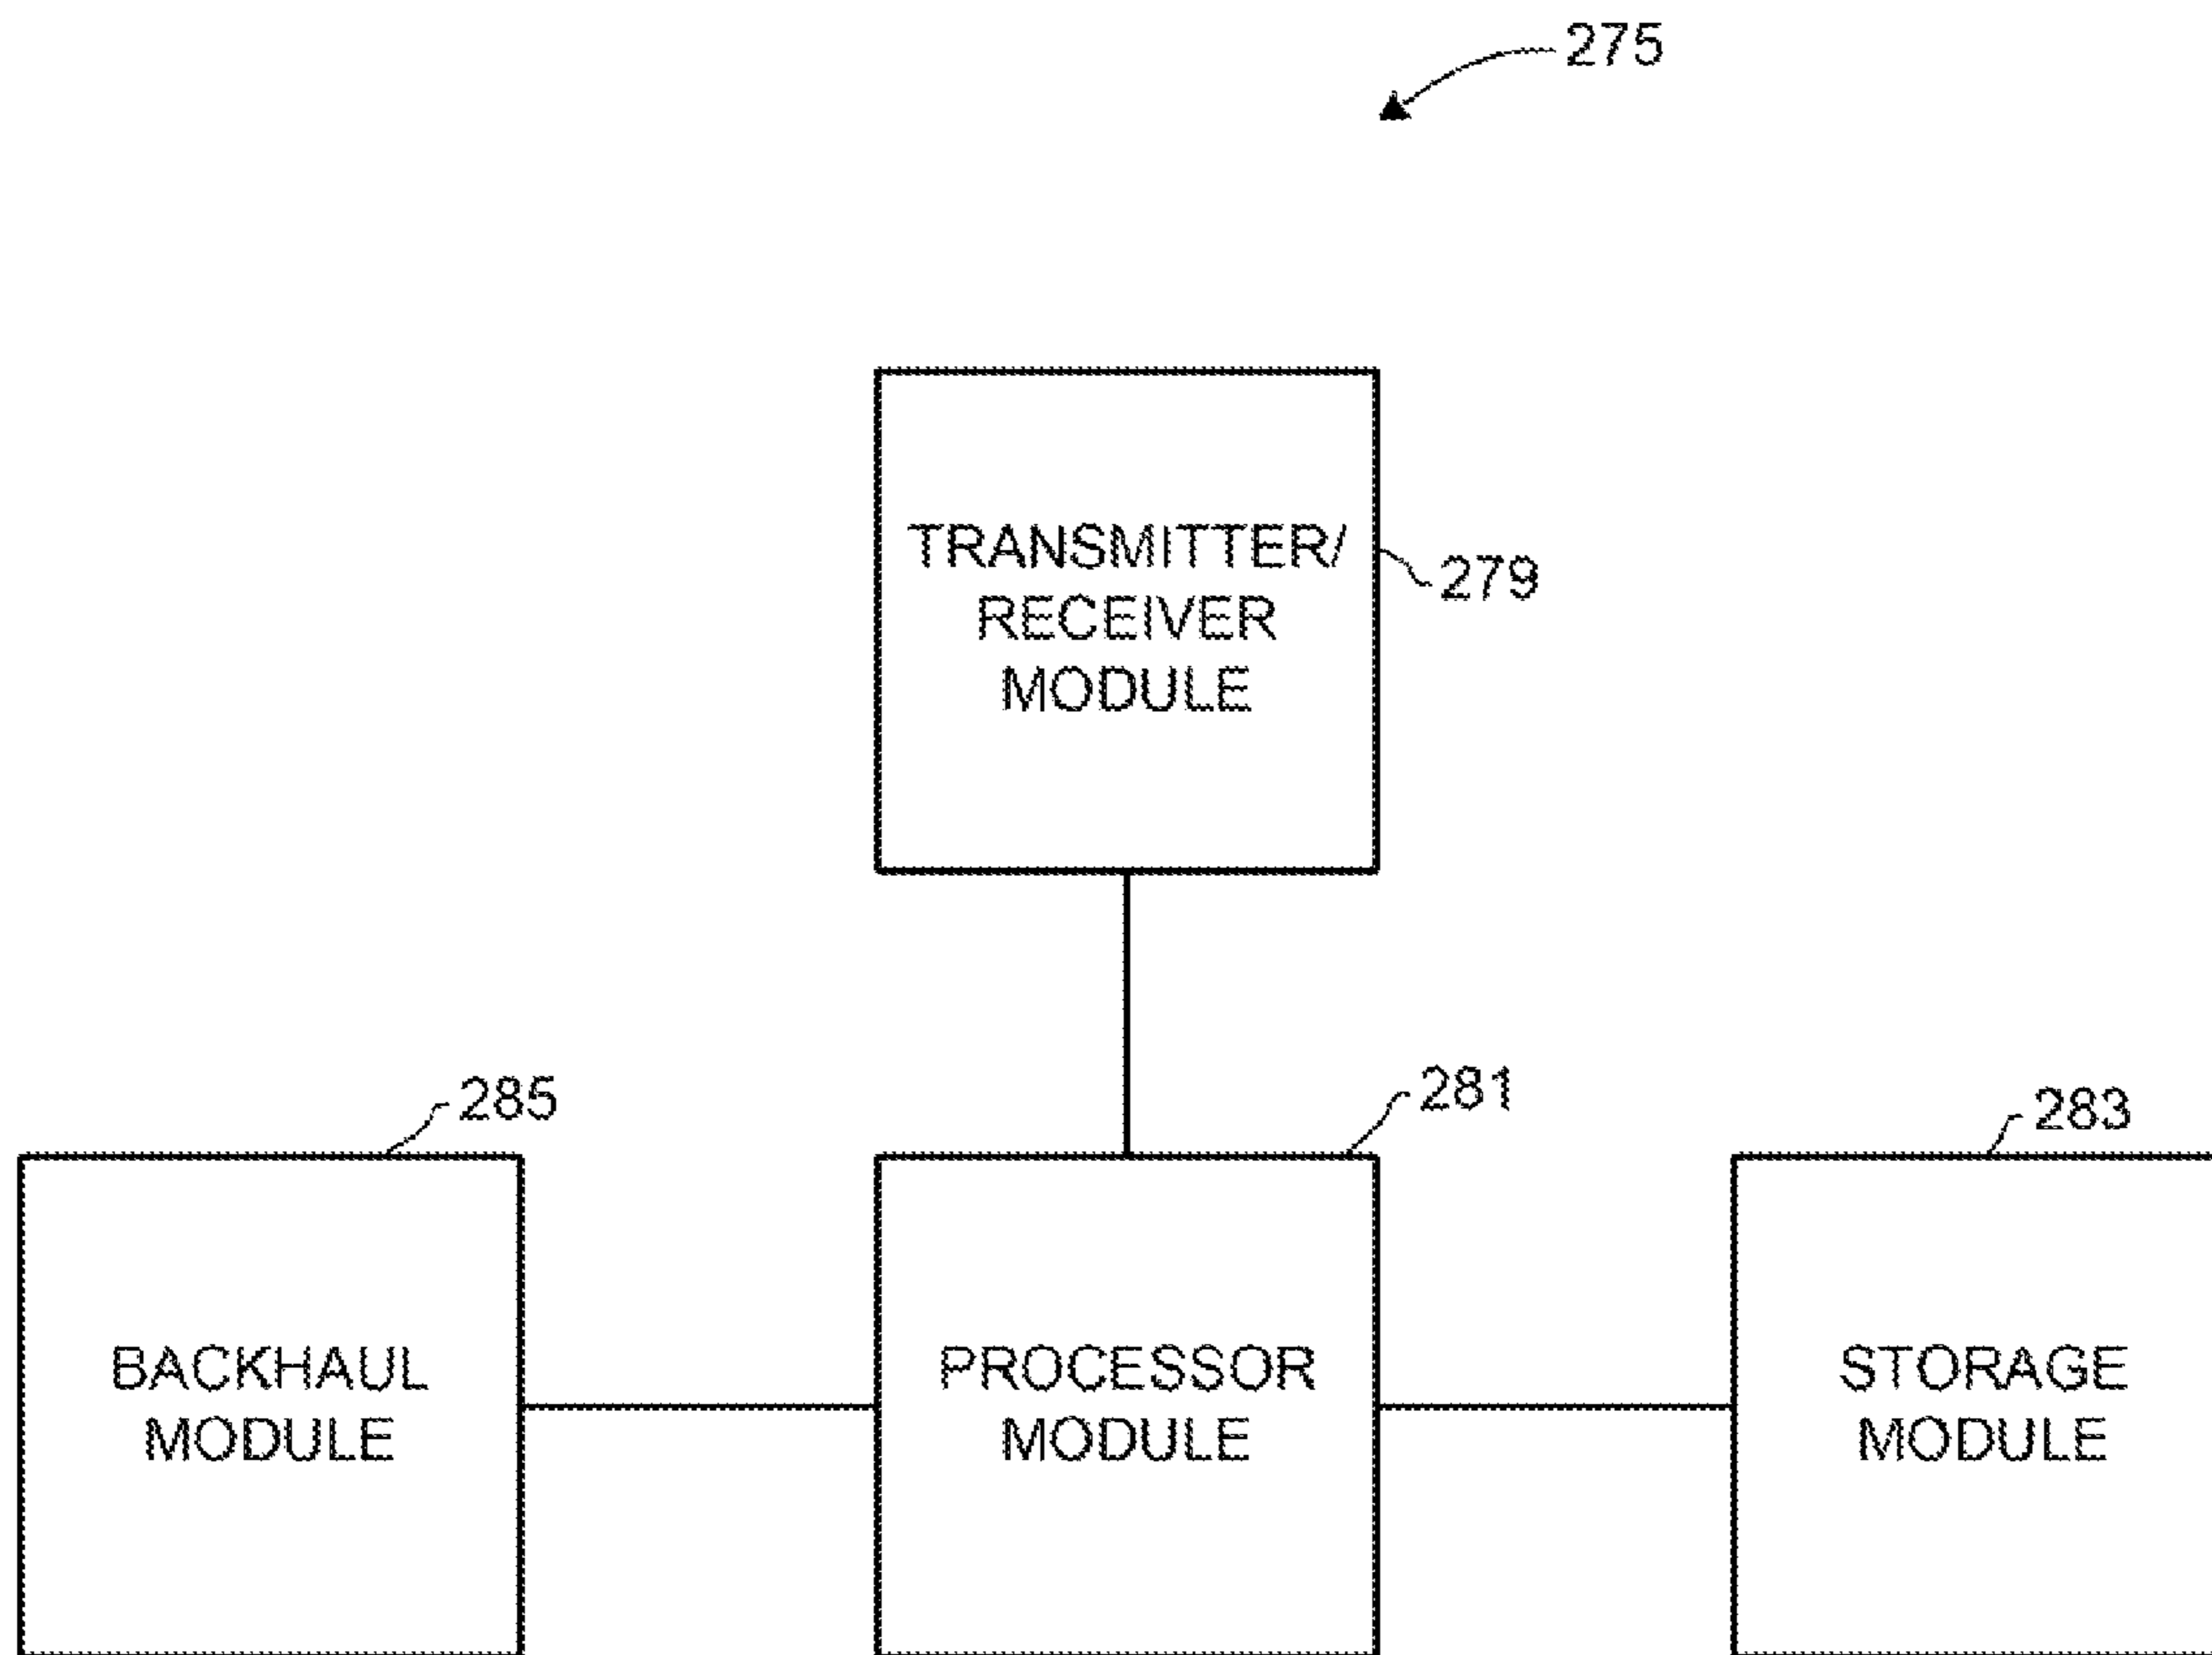 275
TRANSMITTER/
RECEIVER
MODULE
279
285
281
283
BACKHAUL
MODULE
PROCESSOR
MODULE
STORAGE
MODULE